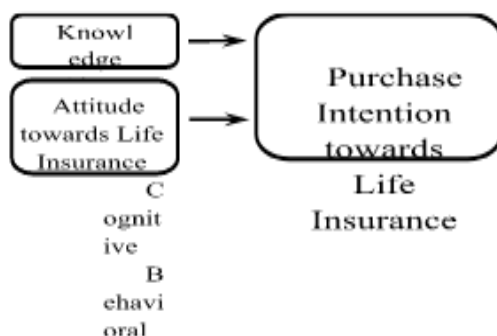 Knowl
edge
Attitude
towards Life
Insurance
C
ognit
ive
B
ehavi
oral
Purchase
Intention
towards
Life
Insurance